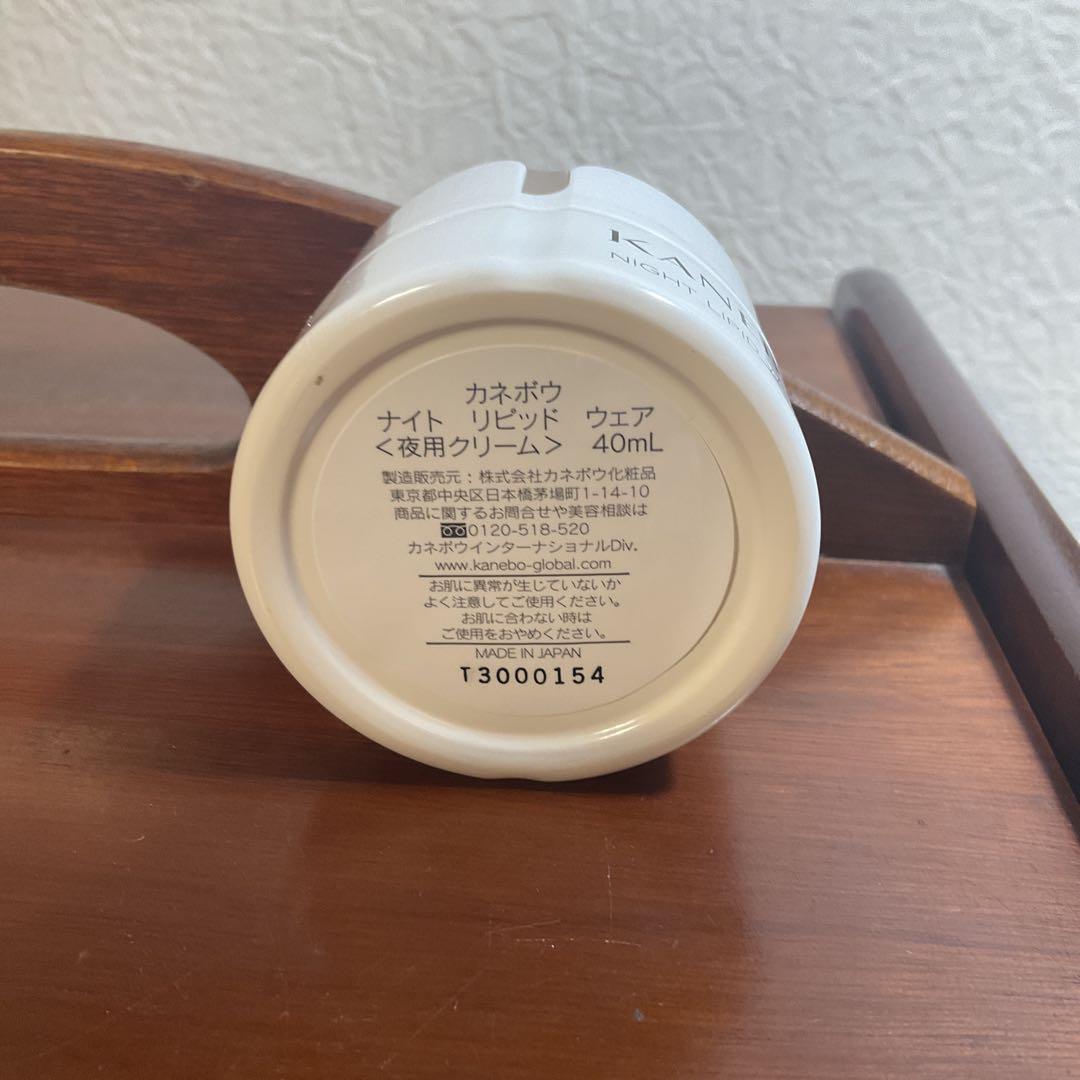 KANE
NIGHT LIPID
カネボウ
ナイト リピッド ウェア
<夜用クリーム> 40mL
製造販売元:株式会社カネボウ化粧品
東京都中央区日本橋茅場町1-14-10
商品に関するお問合せや美容相談は
0120-518-520
カネボウインターナショナルDiv.
www.kanebo-global.com
お肌に異常が生じていないか
よく注意してご使用ください。
お肌に合わない時は
ご使用をおやめください。
MADE IN JAPAN
T3000154